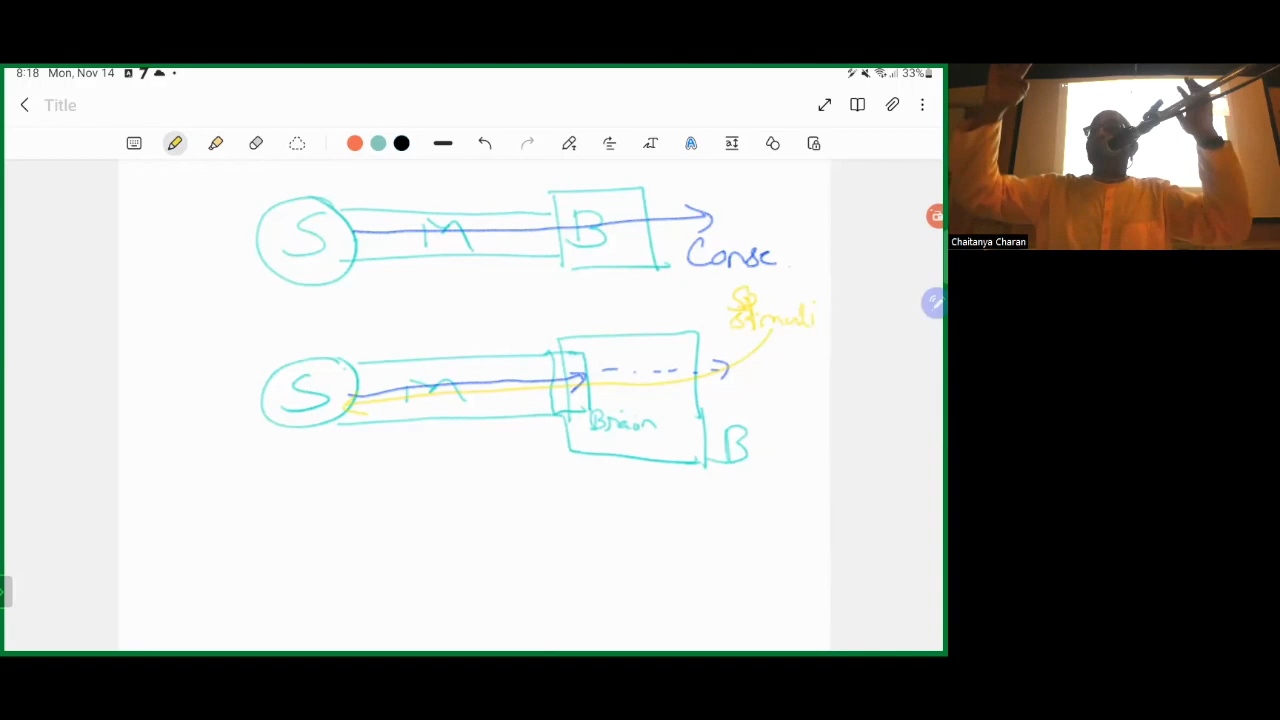 8:18 Mon, Nov 14
33%
Title
S M B
Consc
Stimuli
S M
Brain
B
Chaitanya Charan